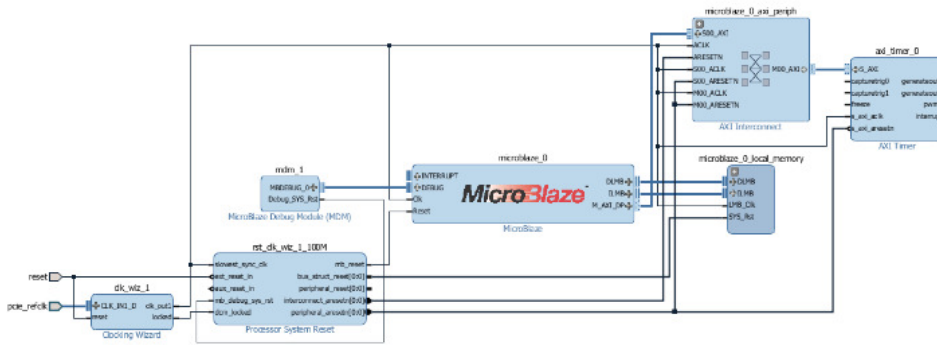 microblaze_0_axi_periph
S00_AXI
ACLK
ARESETN
S00_ACLK
S00_ARESETN
M00_ACLK
M00_ARESETN
M00_AXI
AXI Interconnect
axi_timer_0
S_AXI
capturetrig0
capturetrig1
freeze
s_axi_aclk
s_axi_aresetn
AXI Timer
microblaze_0
INTERRUPT
DEBUG
Clk
Reset
MicroBlaze
DLMB
ILMB
M_AXI_DP
MicroBlaze
microblaze_0_local_memory
DLMB
ILMB
LMB_Clk
SYS_Rst
mdm_1
MBDEBUG_0
Debug_SYS_Rst
MicroBlaze Debug Module (MDM)
rst_clk_wiz_1_100M
slowest_sync_clk
ext_reset_in
aux_reset_in
mb_debug_sys_rst
dcm_locked
mb_reset
bus_struct_reset[0:0]
peripheral_reset[0:0]
interconnect_aresetn[0:0]
peripheral_aresetn[0:0]
Processor System Reset
reset
pcie_refclk
clk_wiz_1
CLK_IN1_D
reset
clk_out1
locked
Clocking Wizard